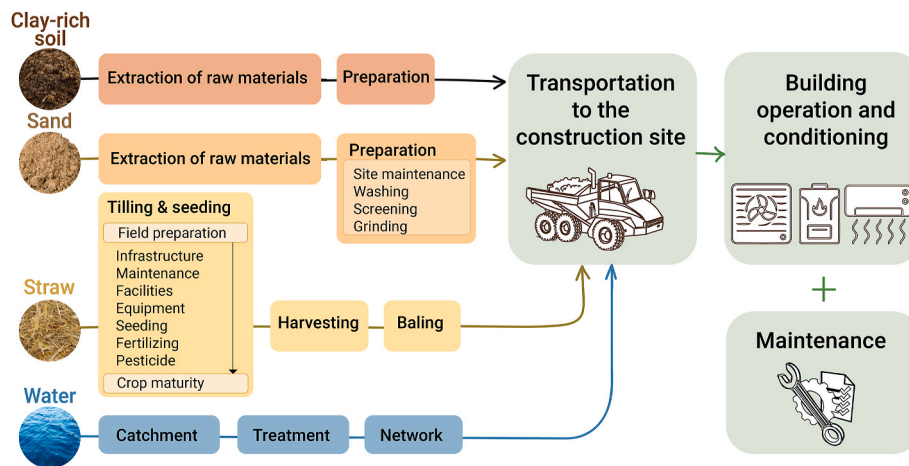 Clay-rich
soil
Extraction of raw materials
Preparation
Sand
Extraction of raw materials
Preparation
Site maintenance
Washing
Screening
Grinding
Straw
Tilling & seeding
Field preparation
Infrastructure
Maintenance
Facilities
Equipment
Seeding
Fertilizing
Pesticide
Crop maturity
Harvesting
Baling
Water
Catchment
Treatment
Network
Transportation
to the
construction site
Building
operation and
conditioning
+
Maintenance